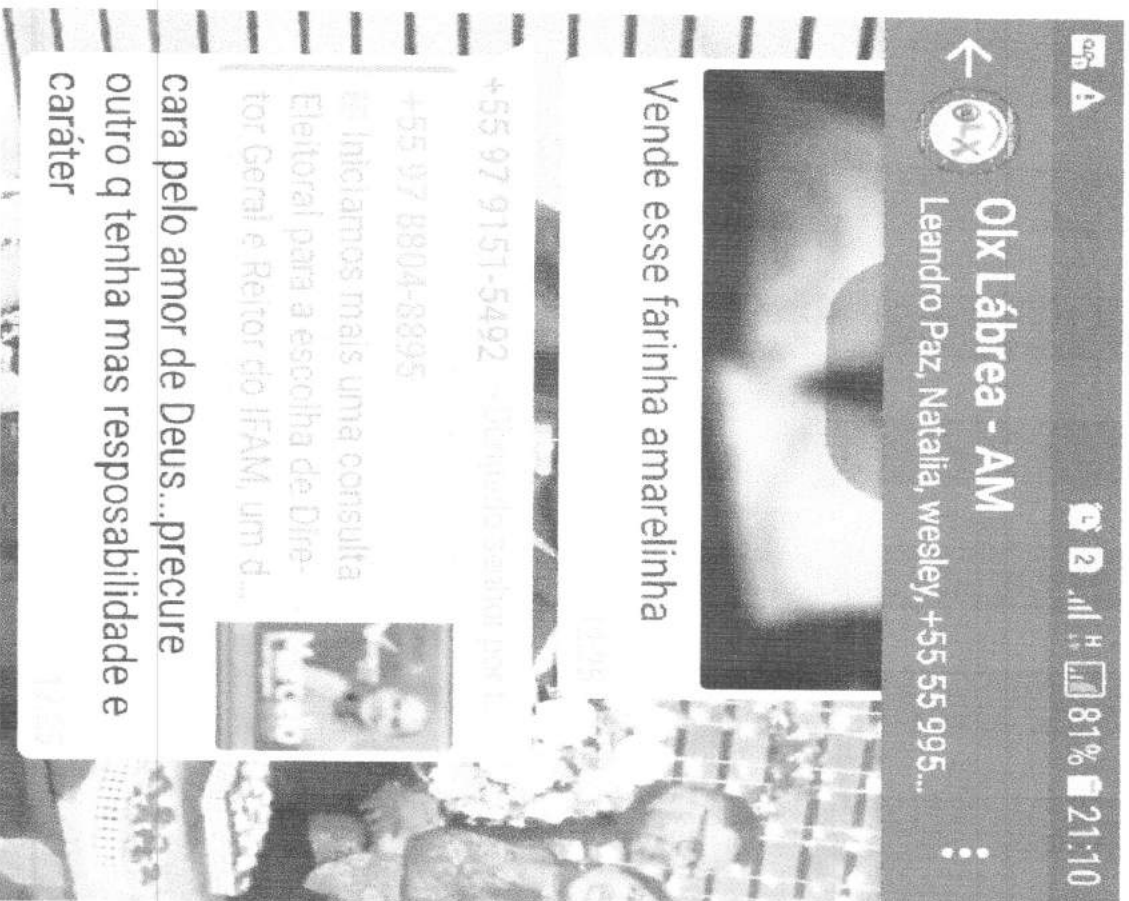 81% 21:10
OLX
Olx Lábrea - AM
Leandro Paz, Natalia, wesley, +55 55 995...
Vende esse farinha amarelinha
+55 97 9151-5492
+55 97 8804-8895
Iniciamos mais uma consulta
Eleitoral para a escolha de Dire-
tor Geral e Reitor do IFAM, um d...
cara pelo amor de Deus...precure
outro q tenha mas resposabilidade e
caráter